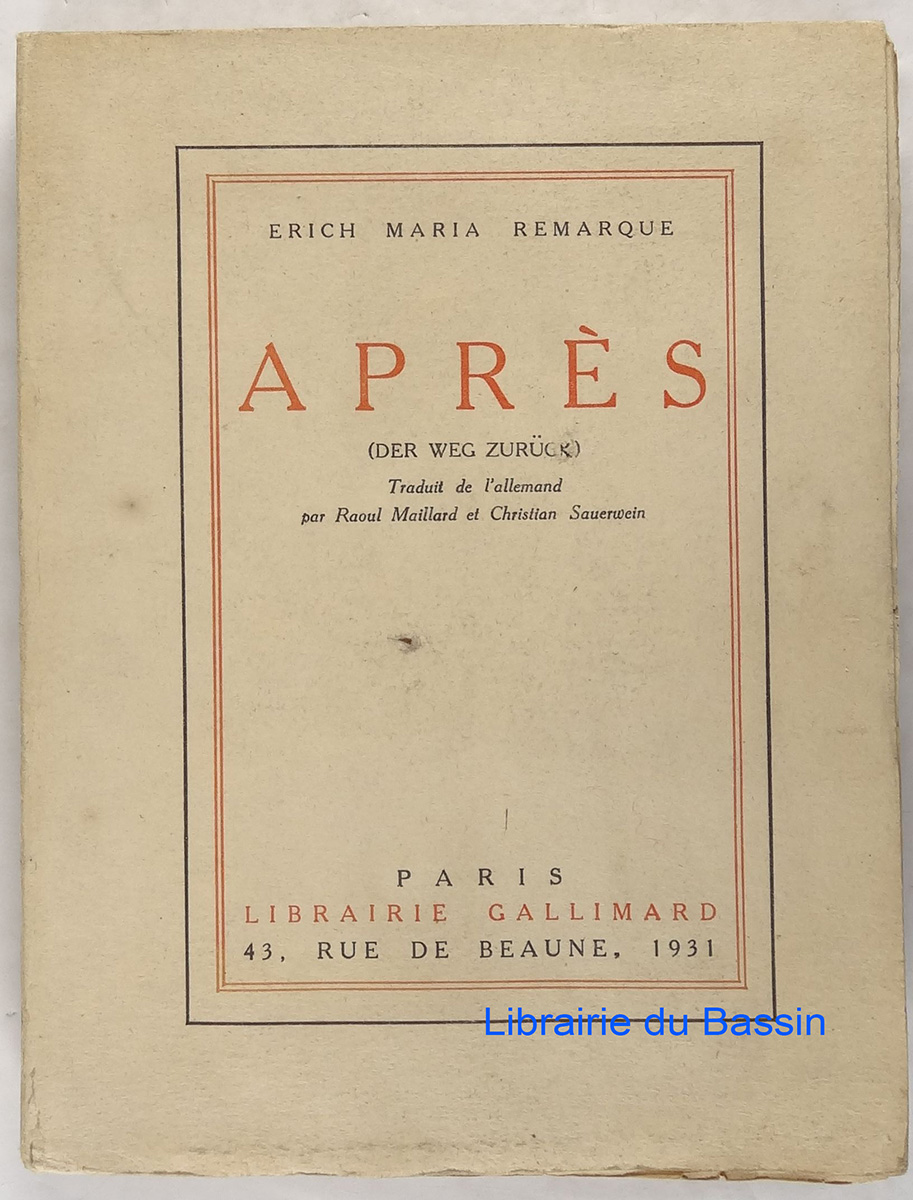 ERICH MARIA REMARQUE
APRÈS
(DER WEG ZURÜCK)
Traduit de l'allemand
par Raoul Maillard et Christian Sauerwein
PARIS
LIBRAIRIE GALLIMARD
43, RUE DE BEAUNE, 1931
Librairie du Bassin